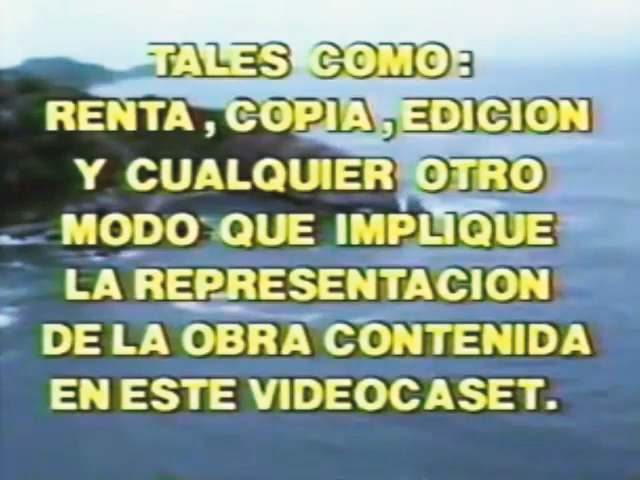 TALES COMO:
RENTA, COPIA, EDICION
Y CUALQUIER OTRO
MODO QUE IMPLIQUE
LA REPRESENTACION
DE LA OBRA CONTENIDA
EN ESTE VIDEOCASET.